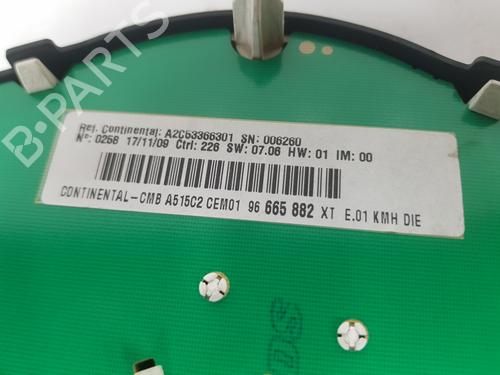 Ref. Continental: A2C53366301 SN: 006260
Nº: 0258 17/11/09 Ctrl: 226 SW: 07.06 HW: 01 IM: 00
CONTINENTAL-CMB A515C2 CEM01 96 665 882 XT E.01 KMH DIE
B-PARTS